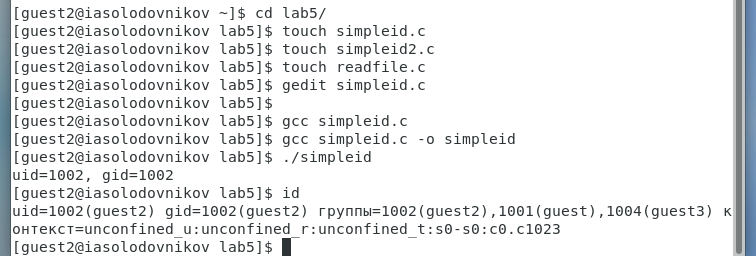 [guest2@iasolodovnikov ~]$ cd lab5/
[guest2@iasolodovnikov lab5]$ touch simpleid.c
[guest2@iasolodovnikov lab5]$ touch simpleid2.c
[guest2@iasolodovnikov lab5]$ touch readfile.c
[guest2@iasolodovnikov lab5]$ gedit simpleid.c
[guest2@iasolodovnikov lab5]$
[guest2@iasolodovnikov lab5]$ gcc simpleid.c
[guest2@iasolodovnikov lab5]$ gcc simpleid.c -o simpleid
[guest2@iasolodovnikov lab5]$ ./simpleid
uid=1002, gid=1002
[guest2@iasolodovnikov lab5]$ id
uid=1002(guest2) gid=1002(guest2) группы=1002(guest2),1001(guest),1004(guest3) к
онтекст=unconfined_u:unconfined_r:unconfined_t:s0-s0:c0.c1023
[guest2@iasolodovnikov lab5]$